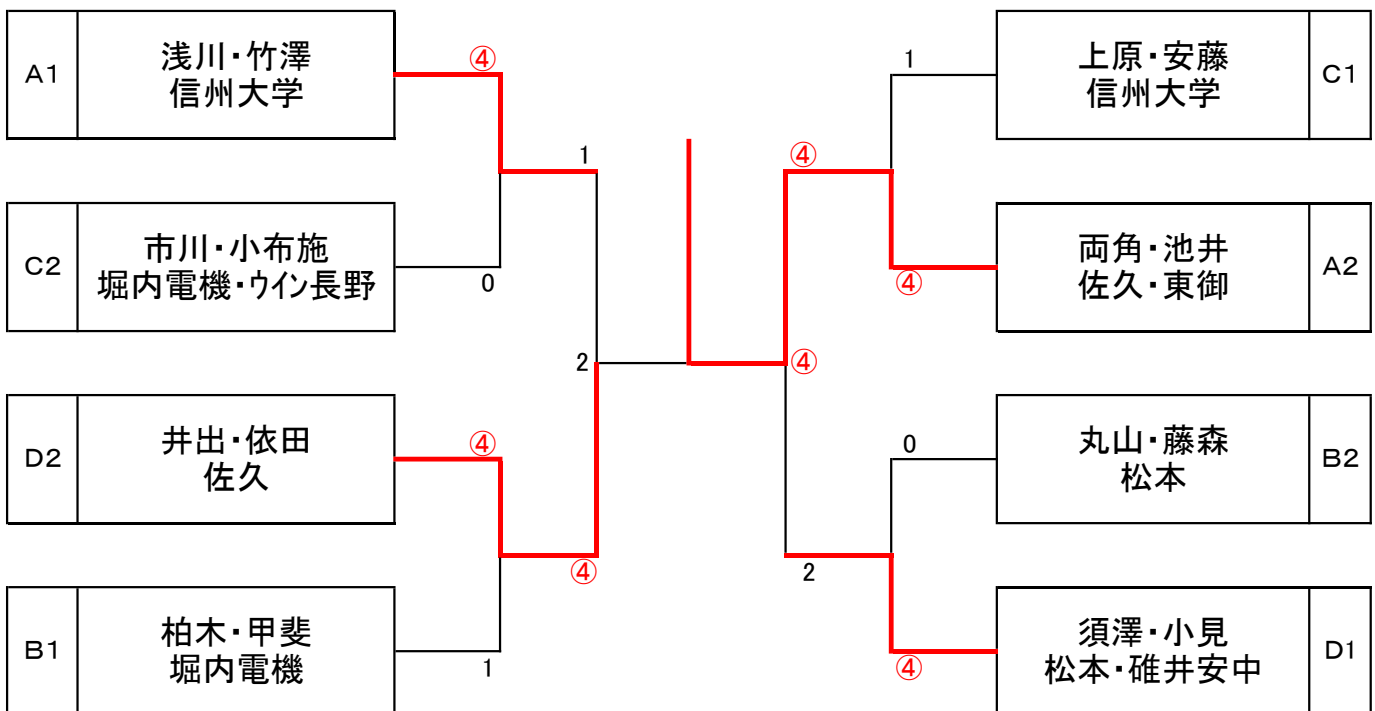 A1
浅川・竹澤
信州大学
④
1
④
1
上原・安藤
信州大学
C1
C2
市川・小布施
堀内電機・ウイン長野
0
2
④
④
両角・池井
佐久・東御
A2
D2
井出・依田
佐久
④
④
0
2
丸山・藤森
松本
B2
B1
柏木・甲斐
堀内電機
1
④
須澤・小見
松本・碓井安中
D1